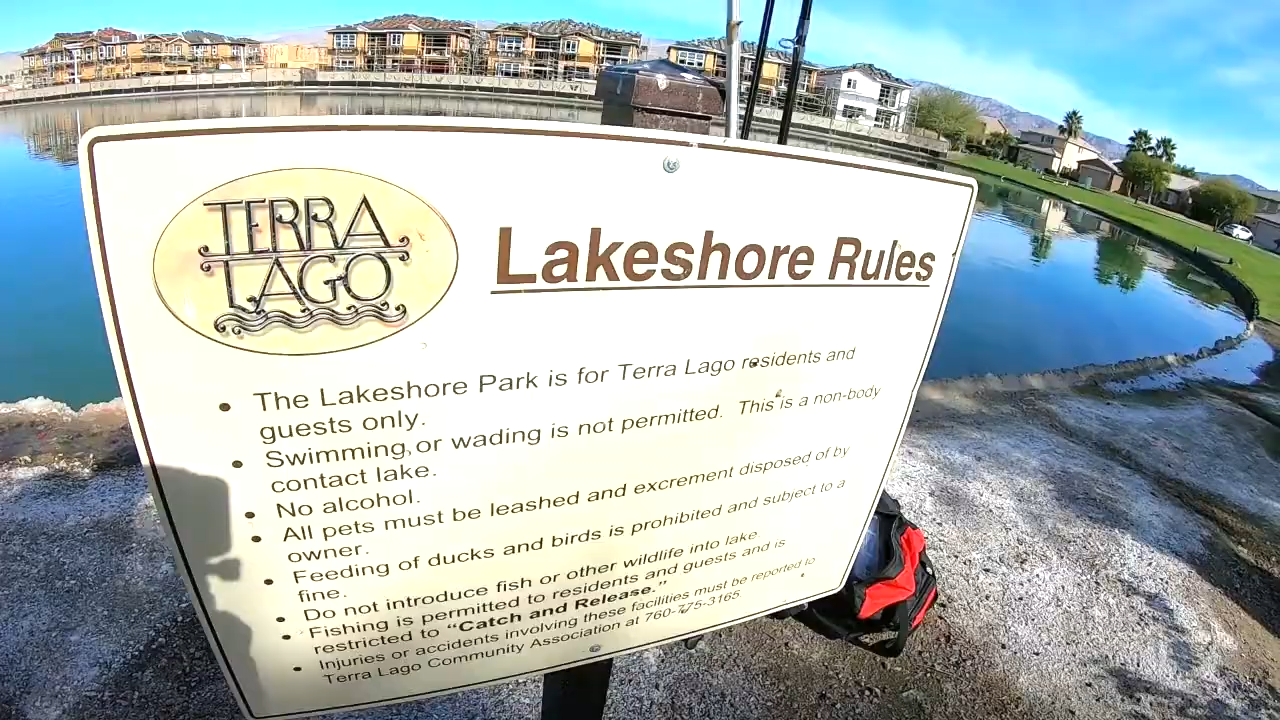 TERRA
LAGO
Lakeshore Rules
• The Lakeshore Park is for Terra Lago residents and
guests only.
• Swimming or wading is not permitted. This is a non-body
contact lake.
• No alcohol.
• All pets must be leashed and excrement disposed of by
owner.
• Feeding of ducks and birds is prohibited and subject to a
fine.
• Do not introduce fish or other wildlife into lake
• Fishing is permitted to residents and guests and is
restricted to “Catch and Release.”
• Injuries or accidents involving these facilities must be reported to
Terra Lago Community Association at 760-775-3165.